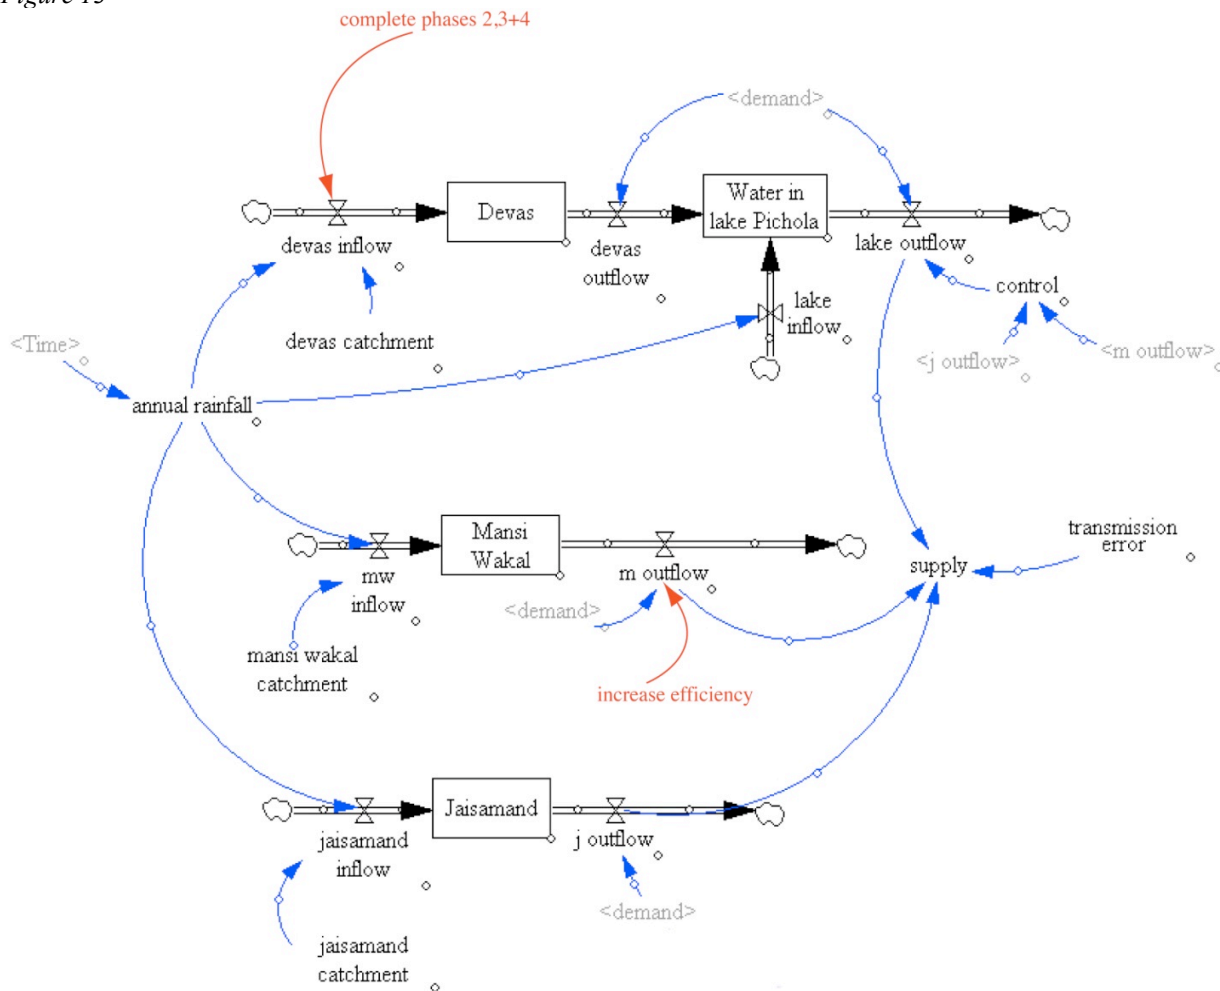 Figure 15
complete phases 2,3+4
<demand>
Devas
Water in
lake Pichola
devas inflow
devas
outflow
lake outflow
control
lake
inflow
devas catchment
<Time>
<j outflow>
<m outflow>
annual rainfall
Mansi
Wakal
transmission
error
mw
inflow
m outflow
supply
<demand>
mansi wakal
catchment
increase efficiency
Jaisamand
jaisamand
inflow
j outflow
<demand>
jaisamand
catchment